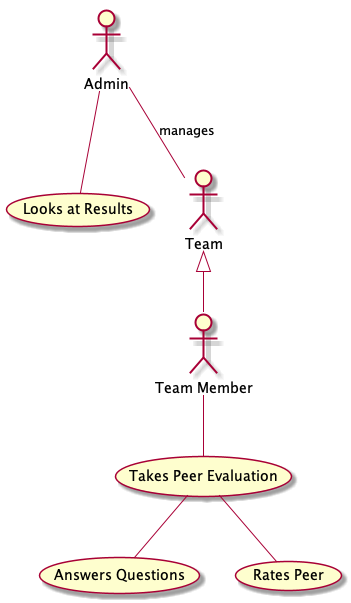 Admin
manages
Looks at Results
Team
Team Member
Takes Peer Evaluation
Answers Questions
Rates Peer